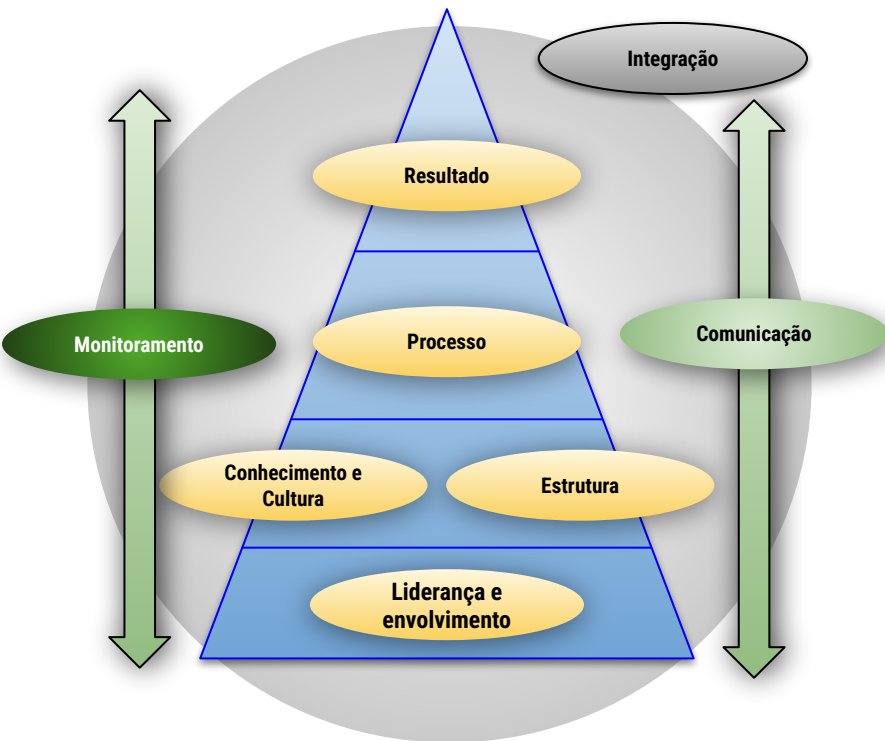 Integração
Resultado
Monitoramento
Processo
Comunicação
Conhecimento e
Cultura
Estrutura
Liderança e
envolvimento